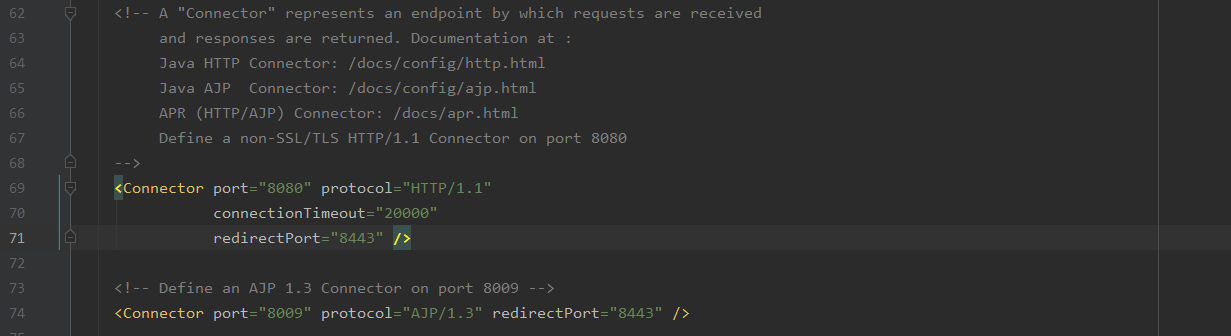 62 <!-- A "Connector" represents an endpoint by which requests are received
63 and responses are returned. Documentation at :
64 Java HTTP Connector: /docs/config/http.html
65 Java AJP  Connector: /docs/config/ajp.html
66 APR (HTTP/AJP) Connector: /docs/apr.html
67 Define a non-SSL/TLS HTTP/1.1 Connector on port 8080
68 -->
69 <Connector port="8080" protocol="HTTP/1.1"
70 connectionTimeout="20000"
71 redirectPort="8443" />
72
73 <!-- Define an AJP 1.3 Connector on port 8009 -->
74 <Connector port="8009" protocol="AJP/1.3" redirectPort="8443" />